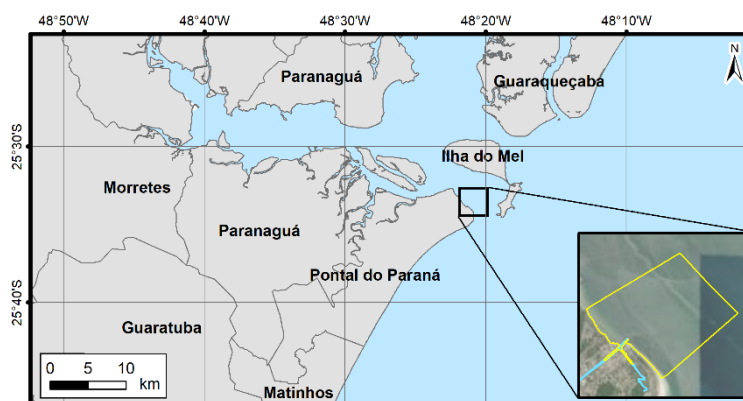 48°50'W 48°40'W 48°30'W 48°20'W 48°10'W
N
Paranaguá
Guaraqueçaba
25°30'S
Ilha do Mel
Morretes
Paranaguá
Pontal do Paraná
25°40'S
Guaratuba
0 5 10
km
Matinhos